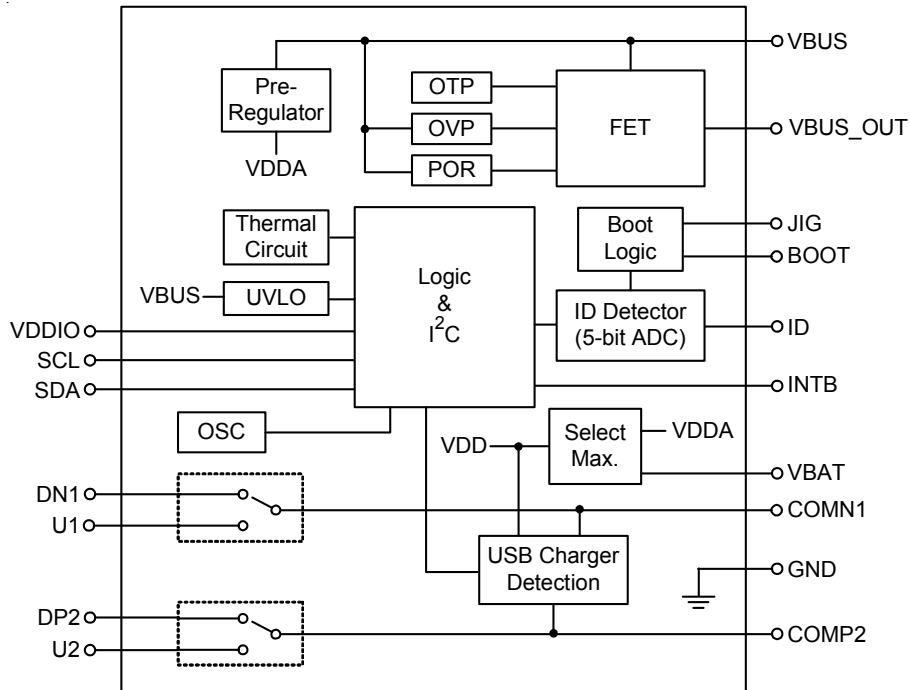 VBUS
Pre-
Regulator
VDDA
OTP
OVP
POR
FET
VBUS_OUT
Thermal
Circuit
VBUS
UVLO
Logic
&
I²C
Boot
Logic
JIG
BOOT
ID Detector
(5-bit ADC)
ID
VDDIO
SCL
SDA
INTB
OSC
VDD
Select
Max.
VDDA
VBAT
DN1
U1
COMN1
USB Charger
Detection
GND
DP2
U2
COMP2